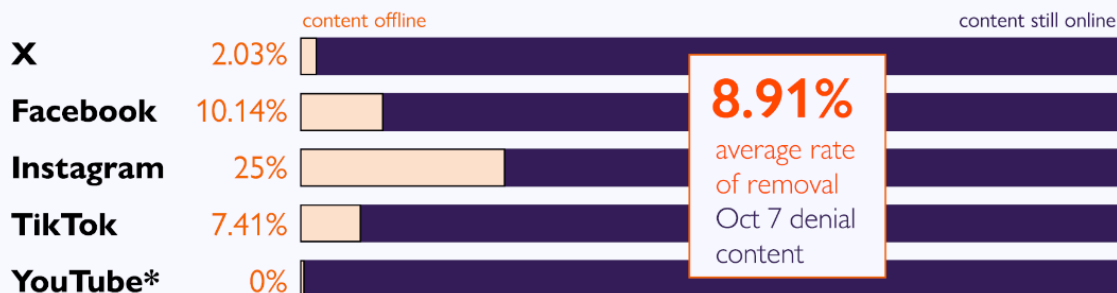 content offline content still online
X 2.03%
Facebook 10.14%
Instagram 25%
TikTok 7.41%
YouTube* 0%
8.91%
average rate
of removal
Oct 7 denial
content